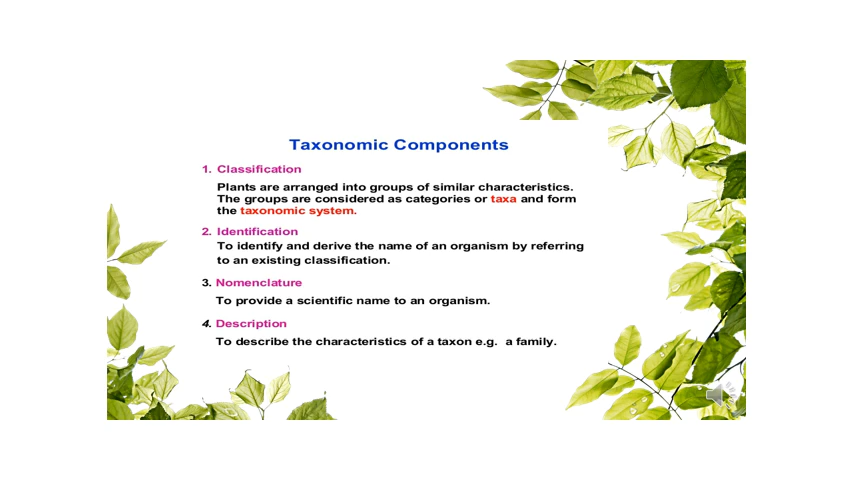 Taxonomic Components
1. Classification
Plants are arranged into groups of similar characteristics.
The groups are considered as categories or taxa and form
the taxonomic system.
2. Identification
To identify and derive the name of an organism by referring
to an existing classification.
3. Nomenclature
To provide a scientific name to an organism.
4. Description
To describe the characteristics of a taxon e.g. a family.